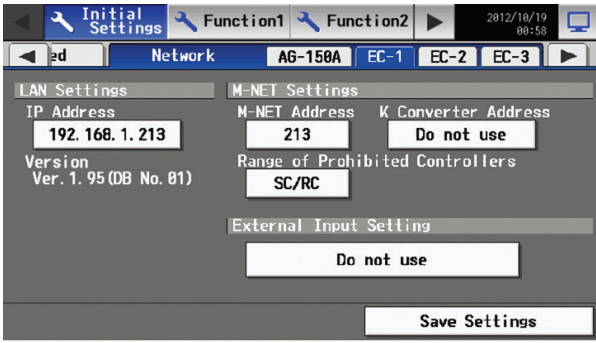 Initial Settings
Function1
Function2
2012/10/19
00:58
ed
Network
AG-150A
EC-1
EC-2
EC-3
LAN Settings
IP Address
192.168.1.213
Version
Ver.1.95(DB No.01)
M-NET Settings
M-NET Address
K Converter Address
213
Do not use
Range of Prohibited Controllers
SC/RC
External Input Setting
Do not use
Save Settings